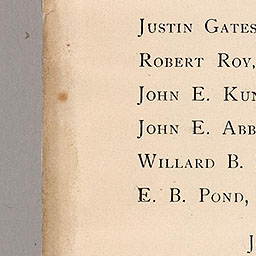 Justin Gates
Robert Roy,
John E. Kun
John E. Abb
Willard B.
E. B. Pond,
J